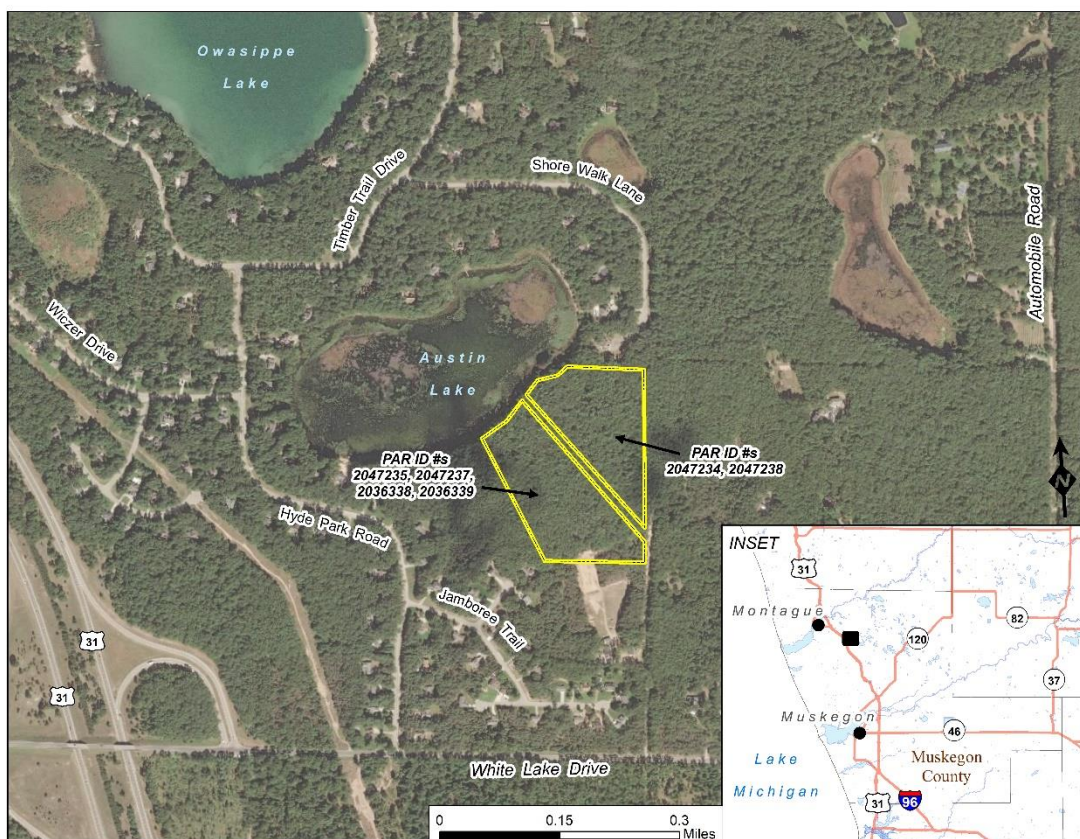 Owasippe
Lake
Timber Trail Drive
Shore Walk Lane
Automobile Road
Wiczer Drive
Austin
Lake
PAR ID #s
2047235, 2047237,
2036338, 2036339
PAR ID #s
2047234, 2047238
N
Hyde Park Road
Jamboree Trail
31
31
White Lake Drive
0 0.15 0.3
Miles
INSET
31
Montague
82
120
37
Muskegon
46
Lake
Michigan
Muskegon
County
31
96